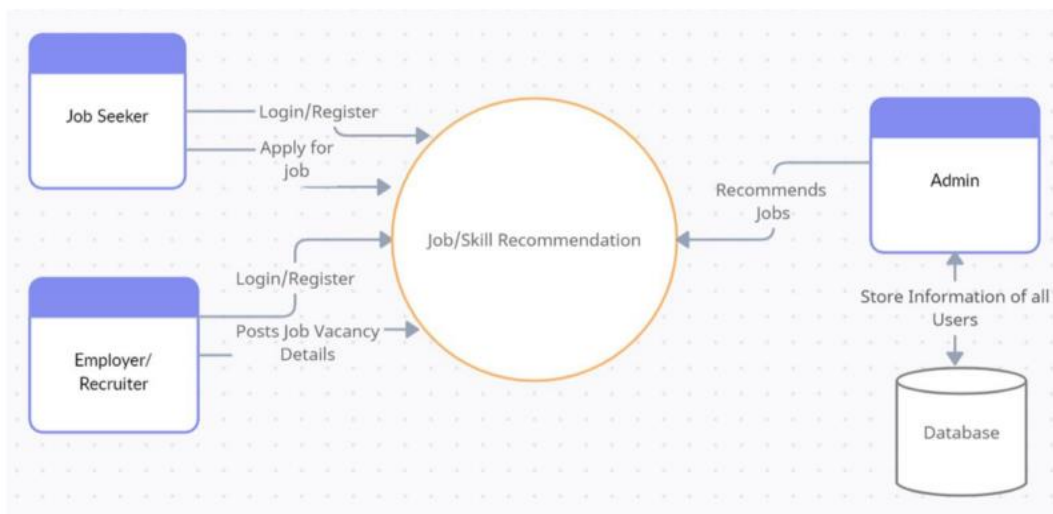 Job Seeker
Login/Register
Apply for
job
Job/Skill Recommendation
Recommends
Jobs
Admin
Login/Register
Posts Job Vacancy
Details
Employer/
Recruiter
Store Information of all
Users
Database